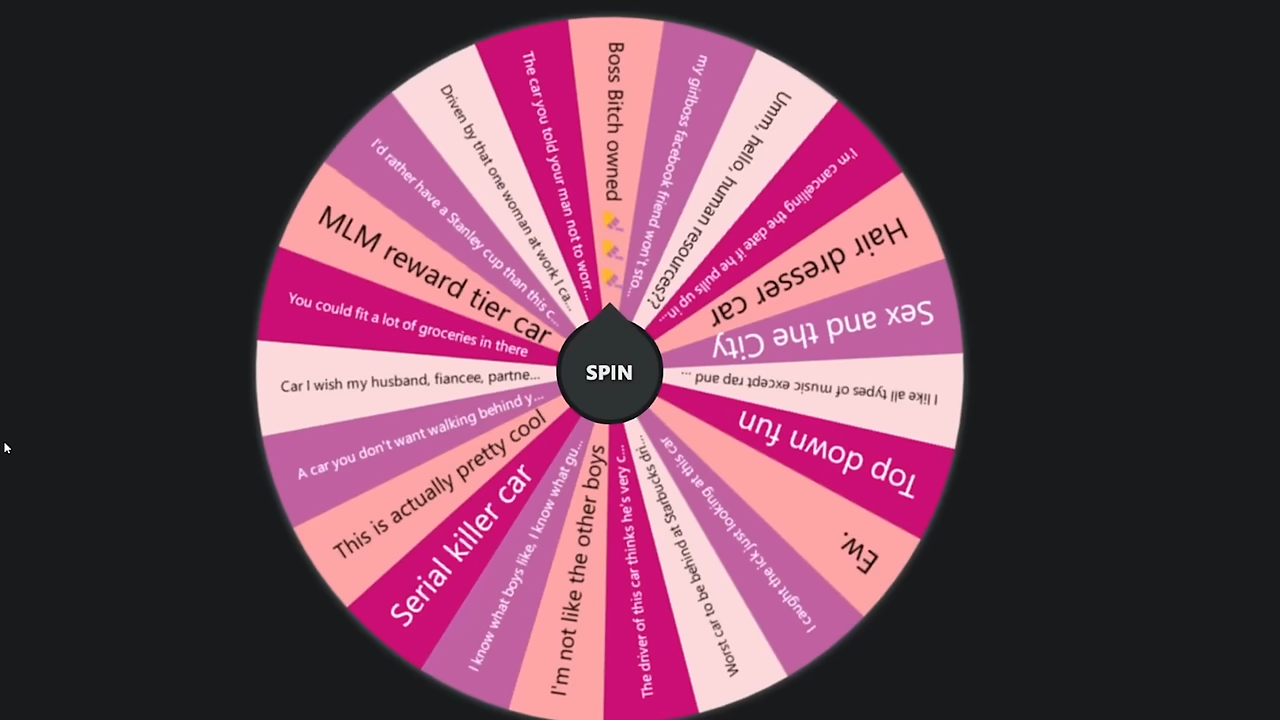 Boss Bitch owned 💅💅💅
my girlboss facebook friend won't sto...
Umm, hello, human resources??
I'm cancelling the date if he pulls up in...
Hair dresser car
Sex and the City
I like all types of music except rap and ...
Top down fun
Ew.
I caught the ick just looking at this car
Worst car to be behind at Starbucks dri...
The driver of this car thinks he's very c...
I'm not like the other boys
I know what boys like, I know what gu...
Serial killer car
This is actually pretty cool
A car you don't want walking behind y...
Car I wish my husband, fiancee, partne...
You could fit a lot of groceries in there
MLM reward tier car
I'd rather have a Stanley cup than this c...
Driven by that one woman at work I ca...
The car you told your man not to worr...
SPIN